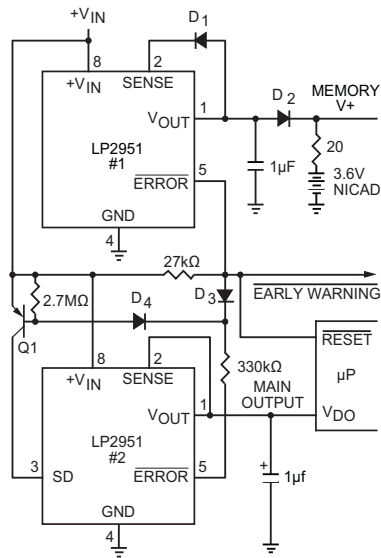 +VIN
D1
8
2
+VIN
SENSE
1
D2
MEMORY
V+
VOUT
LP2951
#1
20
1µF
5
3.6V
NICAD
ERROR
GND
4
27kΩ
2.7MΩ
D4
D3
EARLY WARNING
Q1
8
2
RESET
330kΩ
+VIN
SENSE
µP
MAIN
OUTPUT
1
VOUT
VDO
LP2951
#2
3
SD
ERROR
5
+
1µf
GND
4